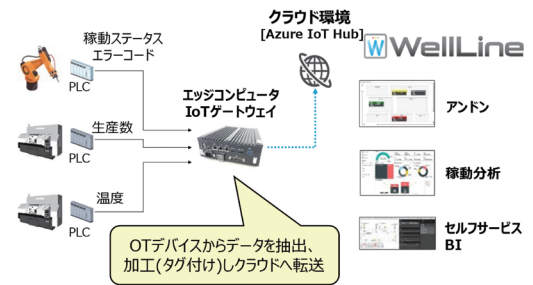 クラウド環境
[Azure IoT Hub]
WellLine
稼動ステータス
エラーコード
PLC
エッジコンピュータ
IoTゲートウェイ
アンドン
生産数
PLC
稼動分析
温度
PLC
セルフサービス
BI
OTデバイスからデータを抽出、
加工(タグ付け)しクラウドへ転送